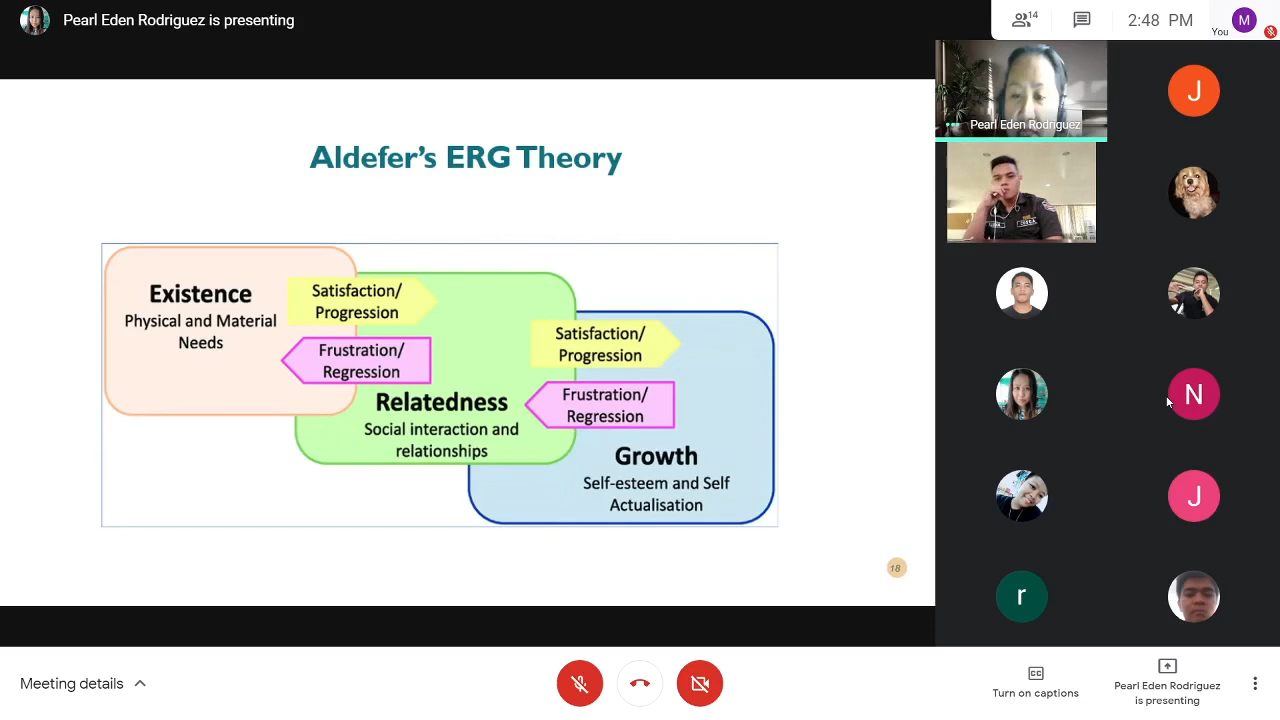 Pearl Eden Rodriguez is presenting
14
2:48 PM
You
M
Aldefer's ERG Theory
Existence
Physical and Material
Needs
Satisfaction/
Progression
Frustration/
Regression
Relatedness
Social interaction and
relationships
Satisfaction/
Progression
Frustration/
Regression
Growth
Self-esteem and Self
Actualisation
18
Pearl Eden Rodriguez
J
N
J
r
Meeting details
CC
Turn on captions
Pearl Eden Rodriguez
is presenting